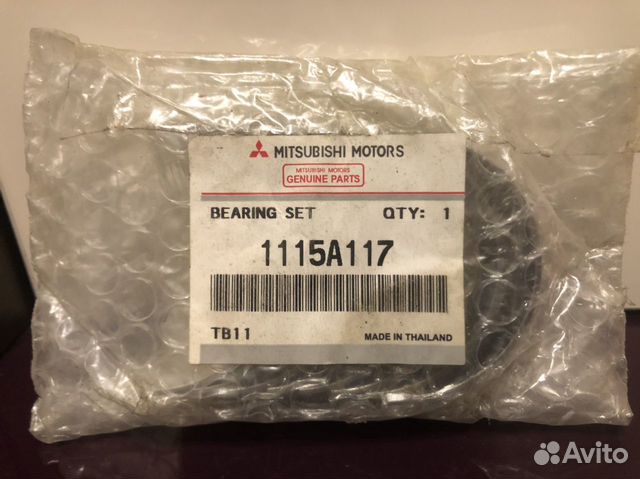 MITSUBISHI MOTORS
MITSUBISHI MOTORS
GENUINE PARTS
BEARING SET QTY: 1
1115A117
TB11 MADE IN THAILAND
Avito